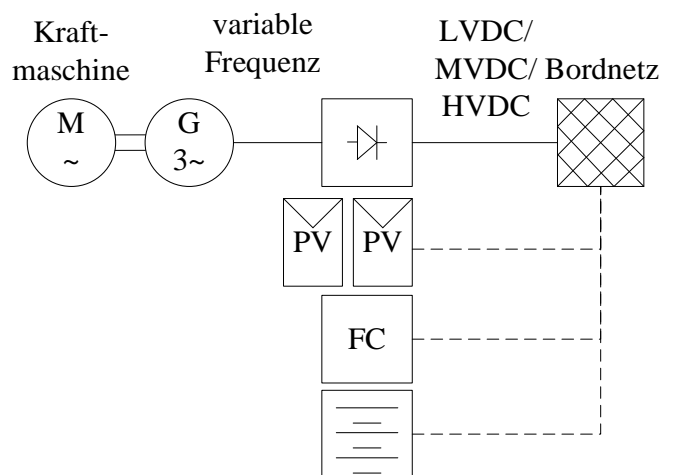 Kraft-
maschine
variable
Frequenz
LVDC/
MVDC/
HVDC
Bordnetz
M
~
G
3~
PV
PV
FC